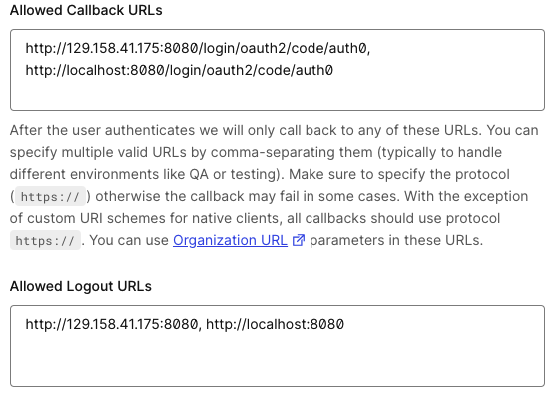 Allowed Callback URLs
http://129.158.41.175:8080/login/oauth2/code/auth0,
http://localhost:8080/login/oauth2/code/auth0
After the user authenticates we will only call back to any of these URLs. You can
specify multiple valid URLs by comma-separating them (typically to handle
different environments like QA or testing). Make sure to specify the protocol
(https://) otherwise the callback may fail in some cases. With the exception
of custom URI schemes for native clients, all callbacks should use protocol
https://. You can use Organization URL parameters in these URLs.
Allowed Logout URLs
http://129.158.41.175:8080, http://localhost:8080